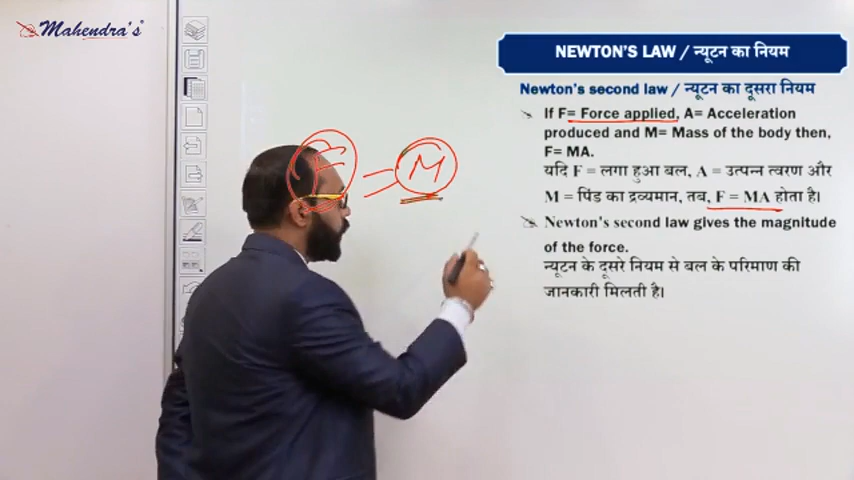 Mahendra's
NEWTON'S LAW / न्यूटन का नियम
Newton's second law / न्यूटन का दूसरा नियम
If F= Force applied, A= Acceleration
produced and M= Mass of the body then,
F= MA.
यदि F = लगा हुआ बल, A = उत्पन्न त्वरण और
M = पिंड का द्रव्यमान, तब, F = MA होता है।
Newton's second law gives the magnitude
of the force.
न्यूटन के दूसरे नियम से बल के परिमाण की
जानकारी मिलती है।
F = M